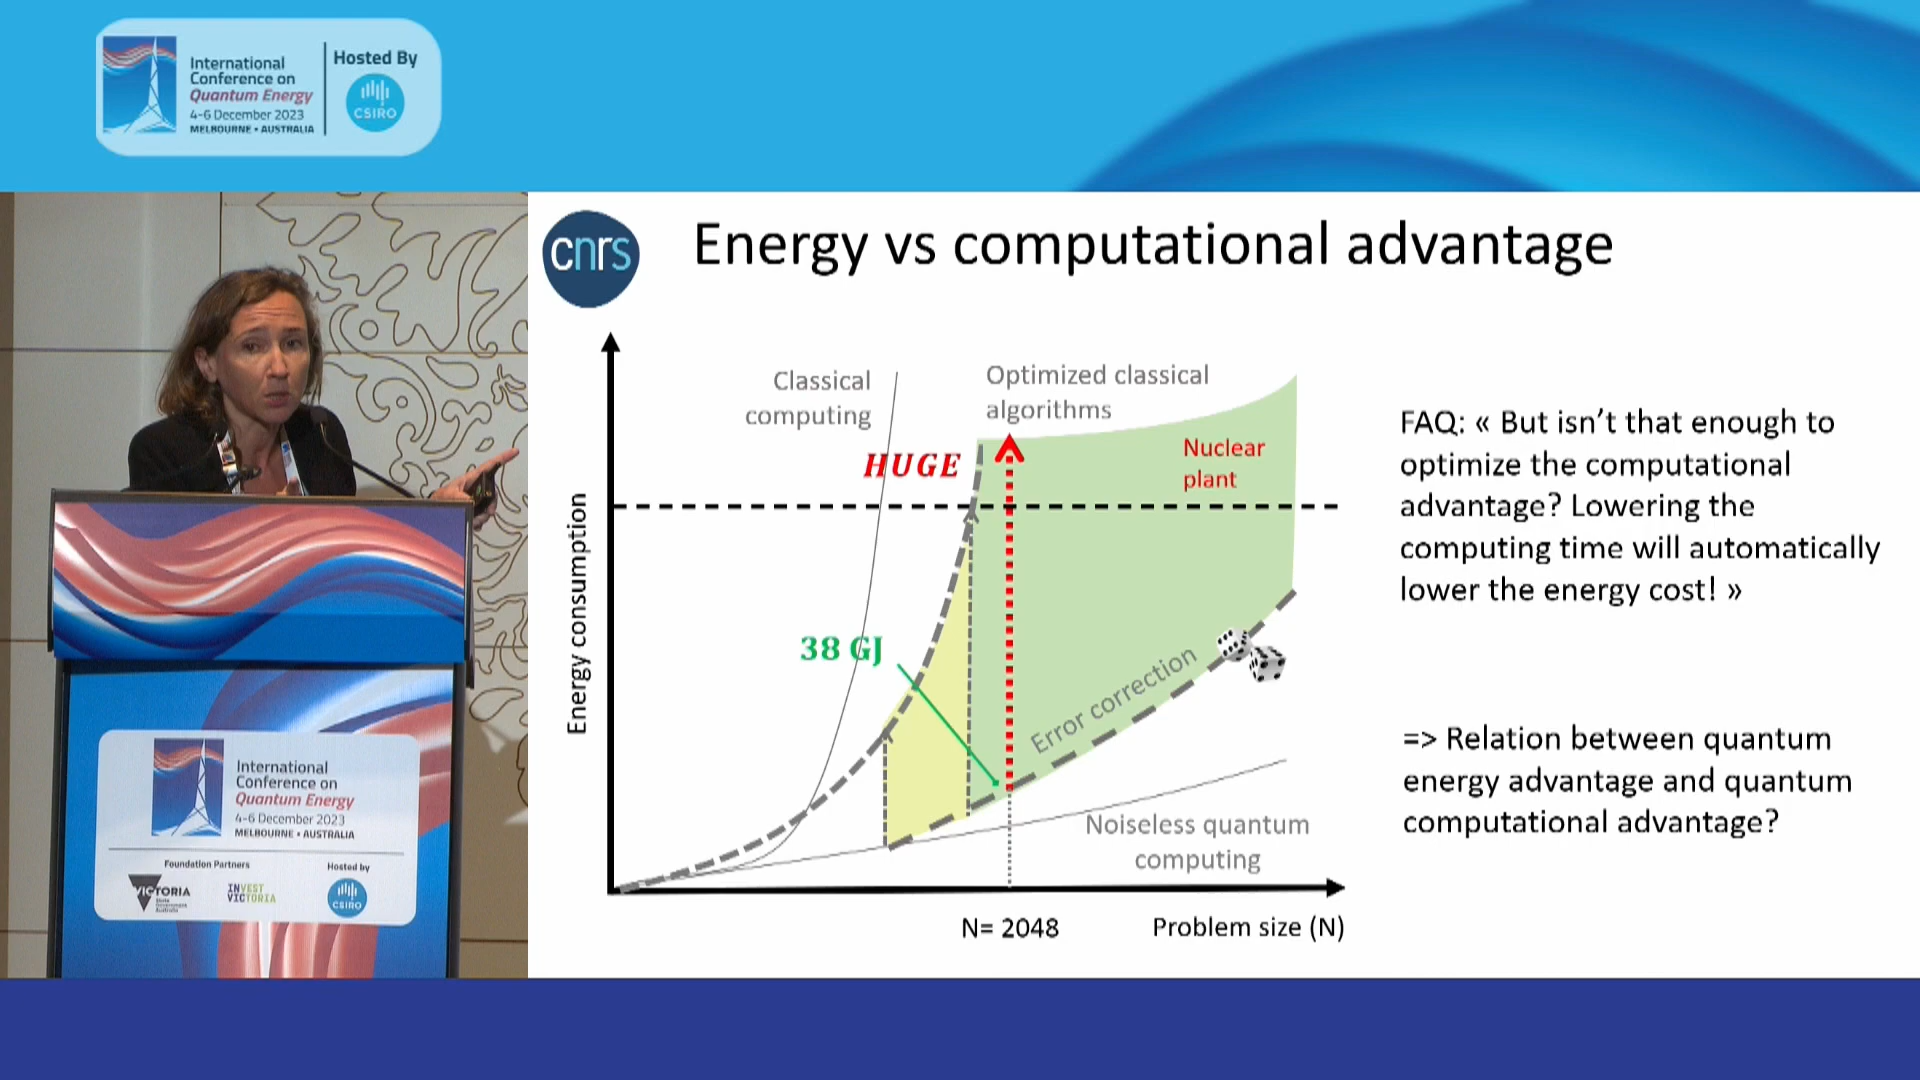 International
Conference on
Quantum Energy
4-6 December 2023
MELBOURNE • AUSTRALIA
Hosted By
CSIRO
cnrs
Energy vs computational advantage
Classical
computing
Optimized classical
algorithms
HUGE
Nuclear
plant
Energy consumption
38 GJ
Error correction
Noiseless quantum
computing
N= 2048
Problem size (N)
FAQ: « But isn't that enough to
optimize the computational
advantage? Lowering the
computing time will automatically
lower the energy cost! »
=> Relation between quantum
energy advantage and quantum
computational advantage?
International
Conference on
Quantum Energy
4-6 December 2023
MELBOURNE • AUSTRALIA
Foundation Partners
Hosted by
VICTORIA
State
Government
INVEST
VICTORIA
CSIRO